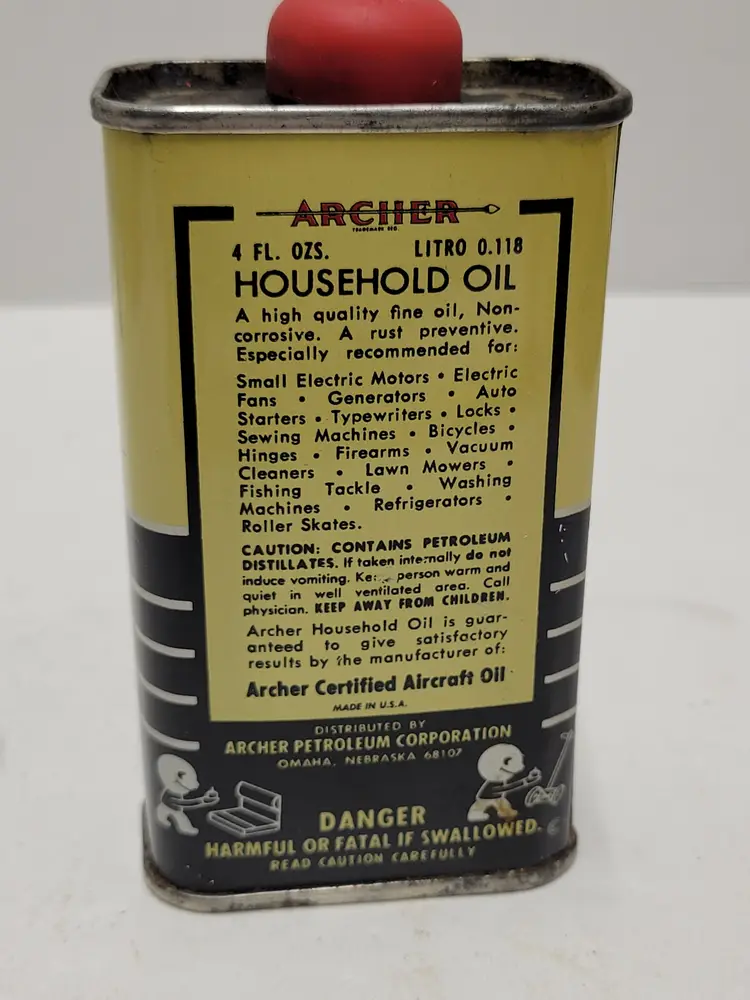 ARCHER
TRADEMARK REG.
4 FL. OZS. LITRO 0.118
HOUSEHOLD OIL
A high quality fine oil, Non-
corrosive. A rust preventive.
Especially recommended for:
Small Electric Motors • Electric
Fans • Generators • Auto
Starters • Typewriters • Locks •
Sewing Machines • Bicycles •
Hinges • Firearms • Vacuum
Cleaners • Lawn Mowers •
Fishing Tackle • Washing
Machines • Refrigerators •
Roller Skates.
CAUTION: CONTAINS PETROLEUM
DISTILLATES. If taken internally do not
induce vomiting. person warm and
quiet in well ventilated area. Call
physician. KEEP AWAY FROM CHILDREN.
Archer Household Oil is guar-
anteed to give satisfactory
results by the manufacturer of:
Archer Certified Aircraft Oil
MADE IN U.S.A.
DISTRIBUTED BY
ARCHER PETROLEUM CORPORATION
OMAHA, NEBRASKA 68107
DANGER
HARMFUL OR FATAL IF SWALLOWED.
READ CAUTION CAREFULLY